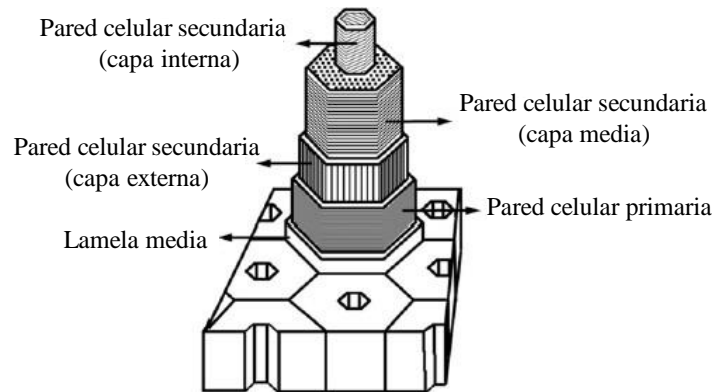 Pared celular secundaria
(capa interna)
Pared celular secundaria
(capa media)
Pared celular secundaria
(capa externa)
Pared celular primaria
Lamela media